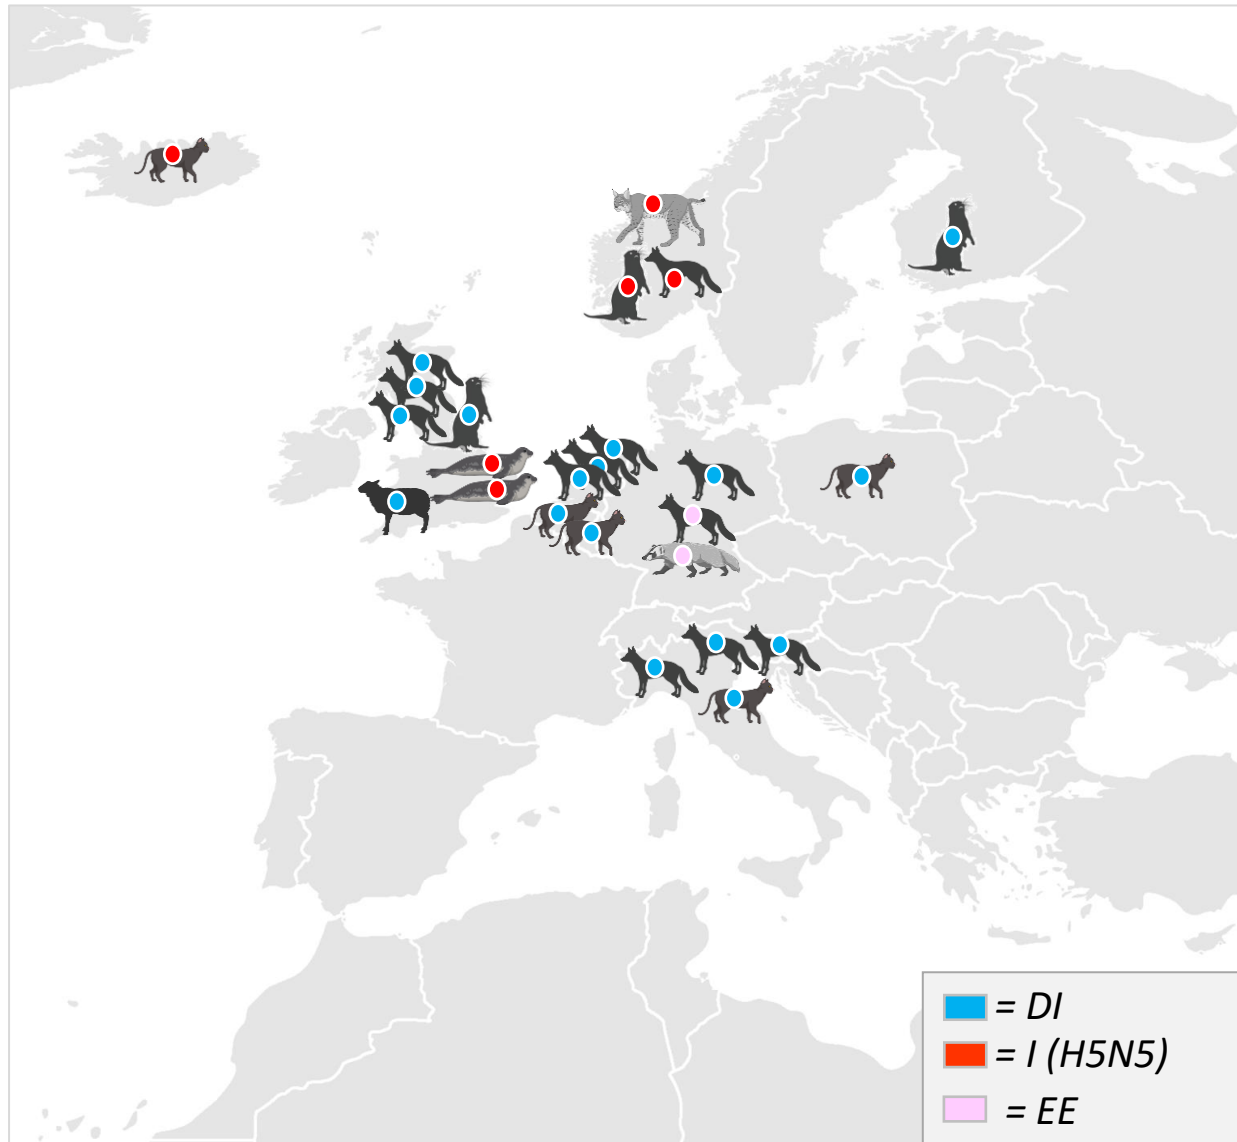 = DI
= I (H5N5)
= EE